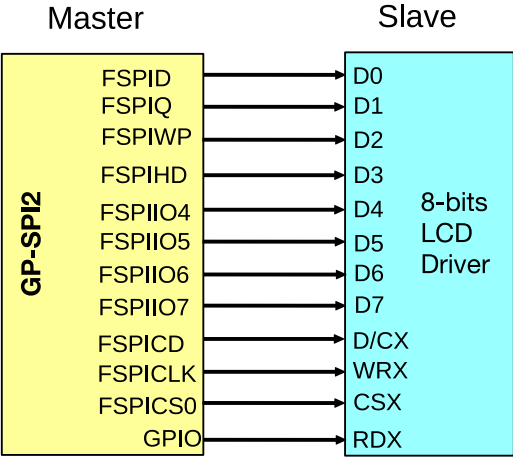 Master Slave
FSPID D0
FSPIQ D1
FSPIWP D2
FSPIHD D3
FSPIIO4 D4
FSPIIO5 D5
FSPIIO6 D6
FSPIIO7 D7
FSPICD D/CX
FSPICLK WRX
FSPICS0 CSX
GPIO RDX
GP-SPI2
8-bits
LCD
Driver